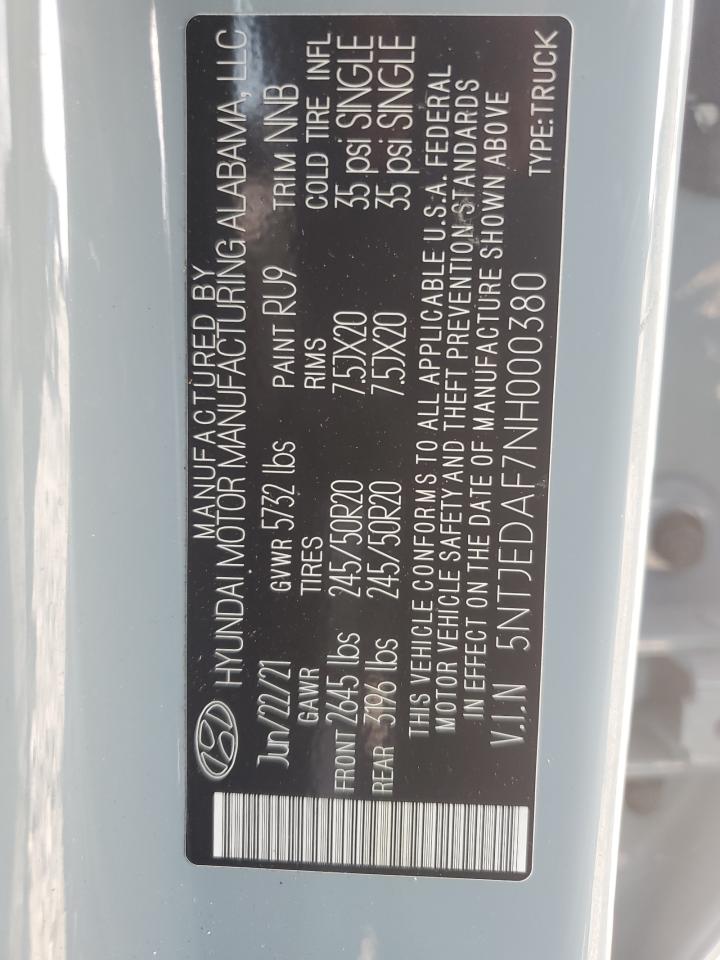 MANUFACTURED BY
HYUNDAI MOTOR MANUFACTURING ALABAMA, LLC
Jun/22/21 GVWR 5732 lbs PAINT RU9 TRIM NNB
GAWR TIRES RIMS COLD TIRE INFL
FRONT 2645 lbs 245/50R20 7.5JX20 35 psi SINGLE
REAR 3196 lbs 245/50R20 7.5JX20 35 psi SINGLE
THIS VEHICLE CONFORMS TO ALL APPLICABLE U.S.A. FEDERAL
MOTOR VEHICLE SAFETY AND THEFT PREVENTION STANDARDS
IN EFFECT ON THE DATE OF MANUFACTURE SHOWN ABOVE
V.I.N 5NTJEDAF7NH000380 TYPE:TRUCK